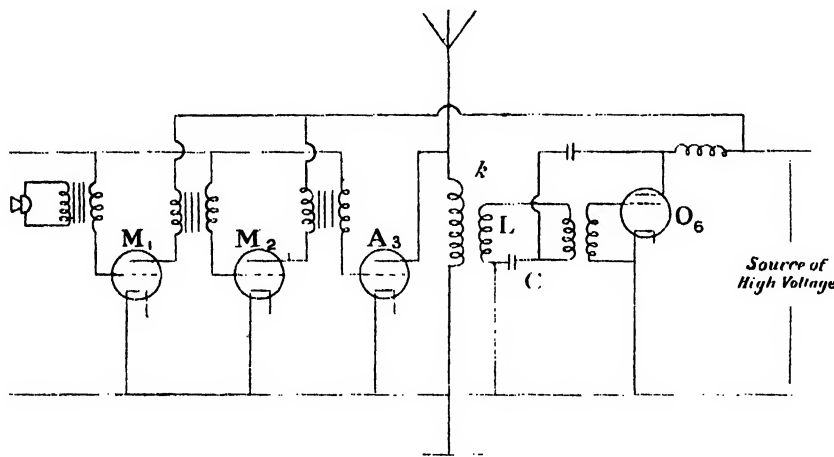 k
M₁
M₂
A₃
L
O₆
C
Source of
High Voltage